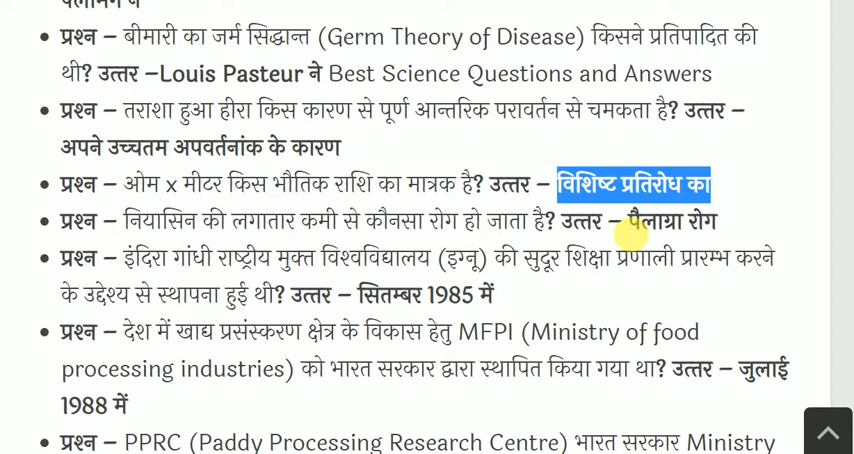 • प्रश्न – बीमारी का जर्म सिद्धान्त (Germ Theory of Disease) किसने प्रतिपादित की
थी? उत्तर –Louis Pasteur ने Best Science Questions and Answers
• प्रश्न – तराशा हुआ हीरा किस कारण से पूर्ण आन्तरिक परावर्तन से चमकता है? उत्तर –
अपने उच्चतम अपवर्तनांक के कारण
• प्रश्न – ओम x मीटर किस भौतिक राशि का मात्रक है? उत्तर – विशिष्ट प्रतिरोध का
• प्रश्न – नियासिन की लगातार कमी से कौनसा रोग हो जाता है? उत्तर – पैलाग्रा रोग
• प्रश्न – इंदिरा गांधी राष्ट्रीय मुक्त विश्वविद्यालय (इग्नू) की सुदूर शिक्षा प्रणाली प्रारम्भ करने
के उद्देश्य से स्थापना हुई थी? उत्तर – सितम्बर 1985 में
• प्रश्न – देश में खाद्य प्रसंस्करण क्षेत्र के विकास हेतु MFPI (Ministry of food
processing industries) को भारत सरकार द्वारा स्थापित किया गया था? उत्तर – जुलाई
1988 में
• प्रश्न – PPRC (Paddy Processing Research Centre) भारत सरकार Ministry